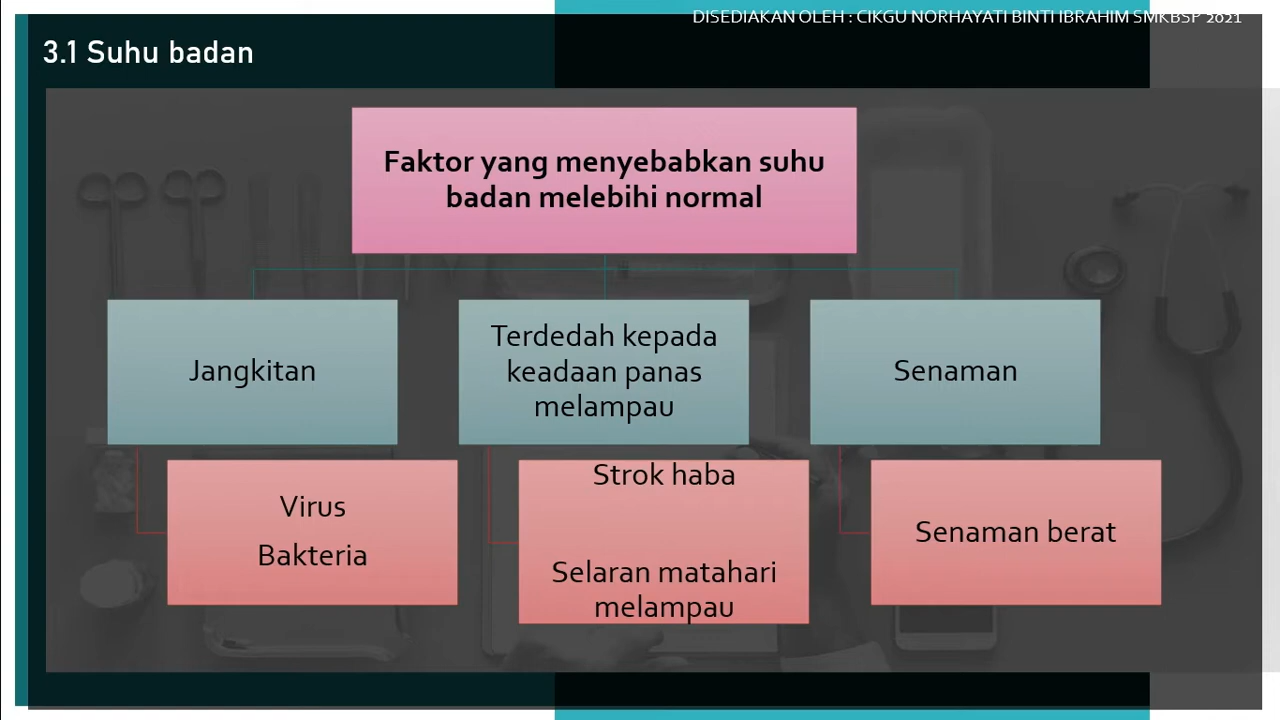 DISEDIAKAN OLEH : CIKGU NORHAYATI BINTI IBRAHIM SMKBSP 2021
3.1 Suhu badan
Faktor yang menyebabkan suhu
badan melebihi normal
Jangkitan
Terdedah kepada
keadaan panas
melampau
Senaman
Virus
Bakteria
Strok haba
Selaran matahari
melampau
Senaman berat